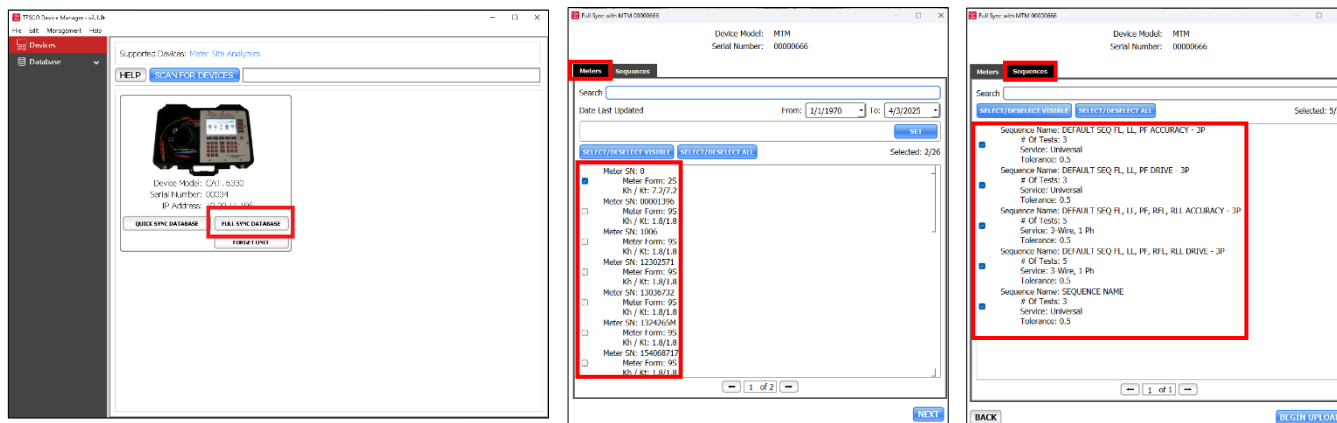 TESCO Device Manager - v2.1.0
File Edit Management Help
Devices
Database
Supported Devices: Meter Site Analyzers
HELP SCAN FOR DEVICES
Device Model: CAT. 6330
Serial Number: 00034
IP Address:
QUICK SYNC DATABASE FULL SYNC DATABASE
FORGET UNIT
Full Sync with MTM 00000666
Device Model: MTM
Serial Number: 00000666
Meters Sequences
Search
Date Last Updated From: 1/1/1970 To: 4/3/2025
SET
SELECT/DESELECT VISIBLE SELECT/DESELECT ALL Selected: 2/26
Meter SN: 0
Meter Form: 2S
Kh / Kt: 7.2/7.2
Meter SN: 00001396
Meter Form: 9S
Kh / Kt: 1.8/1.8
Meter SN: 1006
Meter Form: 9S
Kh / Kt: 1.8/1.8
Meter SN: 12302571
Meter Form: 9S
Kh / Kt: 1.8/1.8
Meter SN: 13036732
Meter Form: 9S
Kh / Kt: 1.8/1.8
Meter SN: 1324265M
Meter Form: 9S
Kh / Kt: 1.8/1.8
Meter SN: 154068717
Meter Form: 9S
Kh / Kt: 1.8/1.8
1 of 2
NEXT
Full Sync with MTM 00000666
Device Model: MTM
Serial Number: 00000666
Meters Sequences
Search
SELECT/DESELECT VISIBLE SELECT/DESELECT ALL Selected: 5/
Sequence Name: DEFAULT SEQ FL, LL, PF ACCURACY - 3P
# Of Tests: 3
Service: Universal
Tolerance: 0.5
Sequence Name: DEFAULT SEQ FL, LL, PF DRIVE - 3P
# Of Tests: 3
Service: Universal
Tolerance: 0.5
Sequence Name: DEFAULT SEQ FL, LL, PF, RFL, RLL ACCURACY - 3P
# Of Tests: 5
Service: 3-Wire, 1 Ph
Tolerance: 0.5
Sequence Name: DEFAULT SEQ FL, LL, PF, RFL, RLL DRIVE - 3P
# Of Tests: 5
Service: 3-Wire, 1 Ph
Tolerance: 0.5
Sequence Name: SEQUENCE NAME
# Of Tests: 3
Service: Universal
Tolerance: 0.5
1 of 1
BACK BEGIN UPLOAD